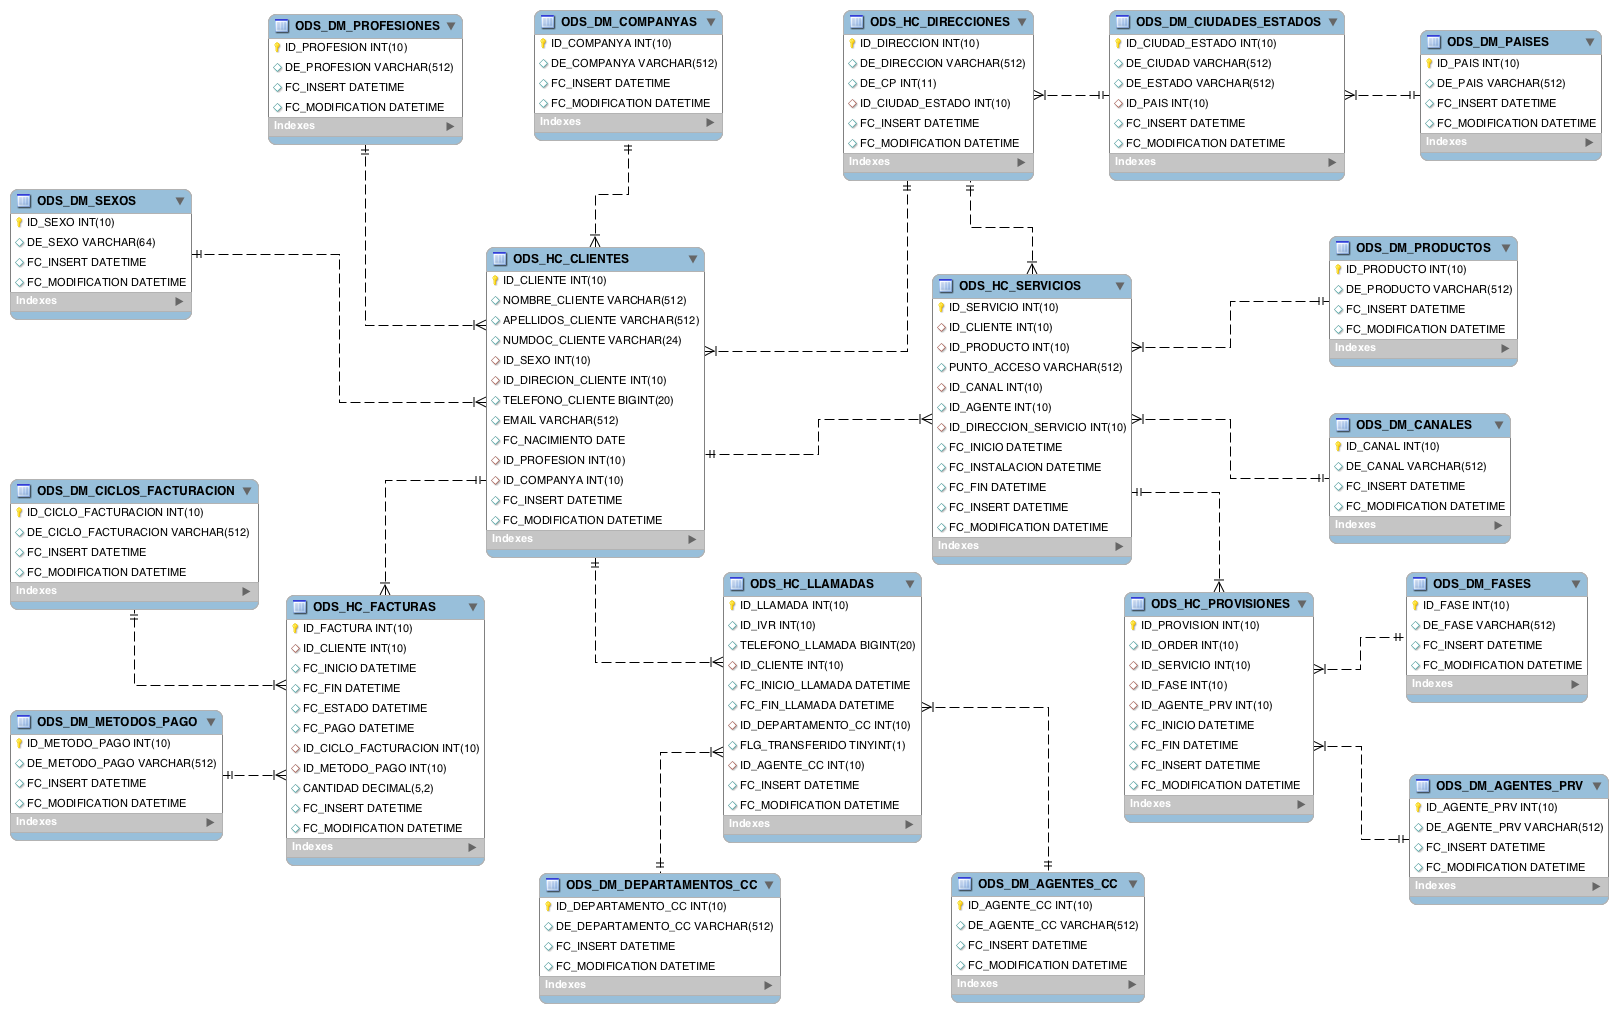 ODS_DM_PROFESIONES
ID_PROFESION INT(10)
DE_PROFESION VARCHAR(512)
FC_INSERT DATETIME
FC_MODIFICATION DATETIME
Indexes
ODS_DM_COMPANYAS
ID_COMPANYA INT(10)
DE_COMPANYA VARCHAR(512)
FC_INSERT DATETIME
FC_MODIFICATION DATETIME
Indexes
ODS_HC_DIRECCIONES
ID_DIRECCION INT(10)
DE_DIRECCION VARCHAR(512)
DE_CP INT(11)
ID_CIUDAD_ESTADO INT(10)
FC_INSERT DATETIME
FC_MODIFICATION DATETIME
Indexes
ODS_DM_CIUDADES_ESTADOS
ID_CIUDAD_ESTADO INT(10)
DE_CIUDAD VARCHAR(512)
DE_ESTADO VARCHAR(512)
ID_PAIS INT(10)
FC_INSERT DATETIME
FC_MODIFICATION DATETIME
Indexes
ODS_DM_PAISES
ID_PAIS INT(10)
DE_PAIS VARCHAR(512)
FC_INSERT DATETIME
FC_MODIFICATION DATETIME
Indexes
ODS_DM_SEXOS
ID_SEXO INT(10)
DE_SEXO VARCHAR(64)
FC_INSERT DATETIME
FC_MODIFICATION DATETIME
Indexes
ODS_HC_CLIENTES
ID_CLIENTE INT(10)
NOMBRE_CLIENTE VARCHAR(512)
APELLIDOS_CLIENTE VARCHAR(512)
NUMDOC_CLIENTE VARCHAR(24)
ID_SEXO INT(10)
ID_DIRECION_CLIENTE INT(10)
TELEFONO_CLIENTE BIGINT(20)
EMAIL VARCHAR(512)
FC_NACIMIENTO DATE
ID_PROFESION INT(10)
ID_COMPANYA INT(10)
FC_INSERT DATETIME
FC_MODIFICATION DATETIME
Indexes
ODS_HC_SERVICIOS
ID_SERVICIO INT(10)
ID_CLIENTE INT(10)
ID_PRODUCTO INT(10)
PUNTO_ACCESO VARCHAR(512)
ID_CANAL INT(10)
ID_AGENTE INT(10)
ID_DIRECCION_SERVICIO INT(10)
FC_INICIO DATETIME
FC_INSTALACION DATETIME
FC_FIN DATETIME
FC_INSERT DATETIME
FC_MODIFICATION DATETIME
Indexes
ODS_DM_PRODUCTOS
ID_PRODUCTO INT(10)
DE_PRODUCTO VARCHAR(512)
FC_INSERT DATETIME
FC_MODIFICATION DATETIME
Indexes
ODS_DM_CANALES
ID_CANAL INT(10)
DE_CANAL VARCHAR(512)
FC_INSERT DATETIME
FC_MODIFICATION DATETIME
Indexes
ODS_DM_CICLOS_FACTURACION
ID_CICLO_FACTURACION INT(10)
DE_CICLO_FACTURACION VARCHAR(512)
FC_INSERT DATETIME
FC_MODIFICATION DATETIME
Indexes
ODS_HC_FACTURAS
ID_FACTURA INT(10)
ID_CLIENTE INT(10)
FC_INICIO DATETIME
FC_FIN DATETIME
FC_ESTADO DATETIME
FC_PAGO DATETIME
ID_CICLO_FACTURACION INT(10)
ID_METODO_PAGO INT(10)
CANTIDAD DECIMAL(5,2)
FC_INSERT DATETIME
FC_MODIFICATION DATETIME
Indexes
ODS_HC_LLAMADAS
ID_LLAMADA INT(10)
ID_IVR INT(10)
TELEFONO_LLAMADA BIGINT(20)
ID_CLIENTE INT(10)
FC_INICIO_LLAMADA DATETIME
FC_FIN_LLAMADA DATETIME
ID_DEPARTAMENTO_CC INT(10)
FLG_TRANSFERIDO TINYINT(1)
ID_AGENTE_CC INT(10)
FC_INSERT DATETIME
FC_MODIFICATION DATETIME
Indexes
ODS_HC_PROVISIONES
ID_PROVISION INT(10)
ID_ORDER INT(10)
ID_SERVICIO INT(10)
ID_FASE INT(10)
ID_AGENTE_PRV INT(10)
FC_INICIO DATETIME
FC_FIN DATETIME
FC_INSERT DATETIME
FC_MODIFICATION DATETIME
Indexes
ODS_DM_FASES
ID_FASE INT(10)
DE_FASE VARCHAR(512)
FC_INSERT DATETIME
FC_MODIFICATION DATETIME
Indexes
ODS_DM_METODOS_PAGO
ID_METODO_PAGO INT(10)
DE_METODO_PAGO VARCHAR(512)
FC_INSERT DATETIME
FC_MODIFICATION DATETIME
Indexes
ODS_DM_AGENTES_PRV
ID_AGENTE_PRV INT(10)
DE_AGENTE_PRV VARCHAR(512)
FC_INSERT DATETIME
FC_MODIFICATION DATETIME
Indexes
ODS_DM_DEPARTAMENTOS_CC
ID_DEPARTAMENTO_CC INT(10)
DE_DEPARTAMENTO_CC VARCHAR(512)
FC_INSERT DATETIME
FC_MODIFICATION DATETIME
Indexes
ODS_DM_AGENTES_CC
ID_AGENTE_CC INT(10)
DE_AGENTE_CC VARCHAR(512)
FC_INSERT DATETIME
FC_MODIFICATION DATETIME
Indexes